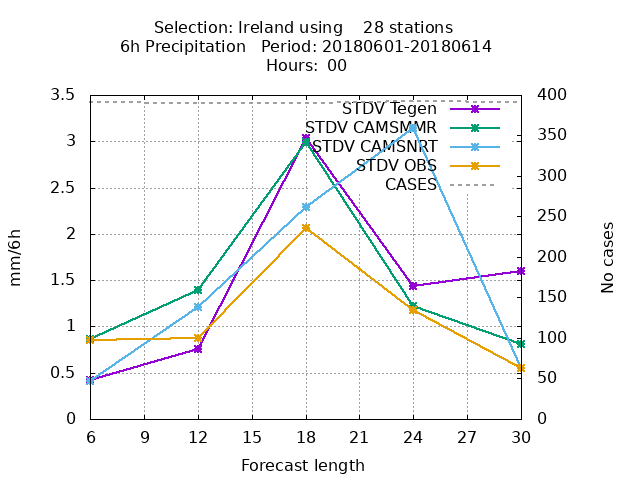 Selection: Ireland using    28 stations
6h Precipitation   Period: 20180601-20180614
Hours: 00
3.5
3
2.5
2
1.5
1
0.5
0
400
350
300
250
200
150
100
50
0
mm/6h
No cases
STDV Tegen
STDV CAMSMMR
STDV CAMSNRT
STDV OBS
CASES
6 9 12 15 18 21 24 27 30
Forecast length